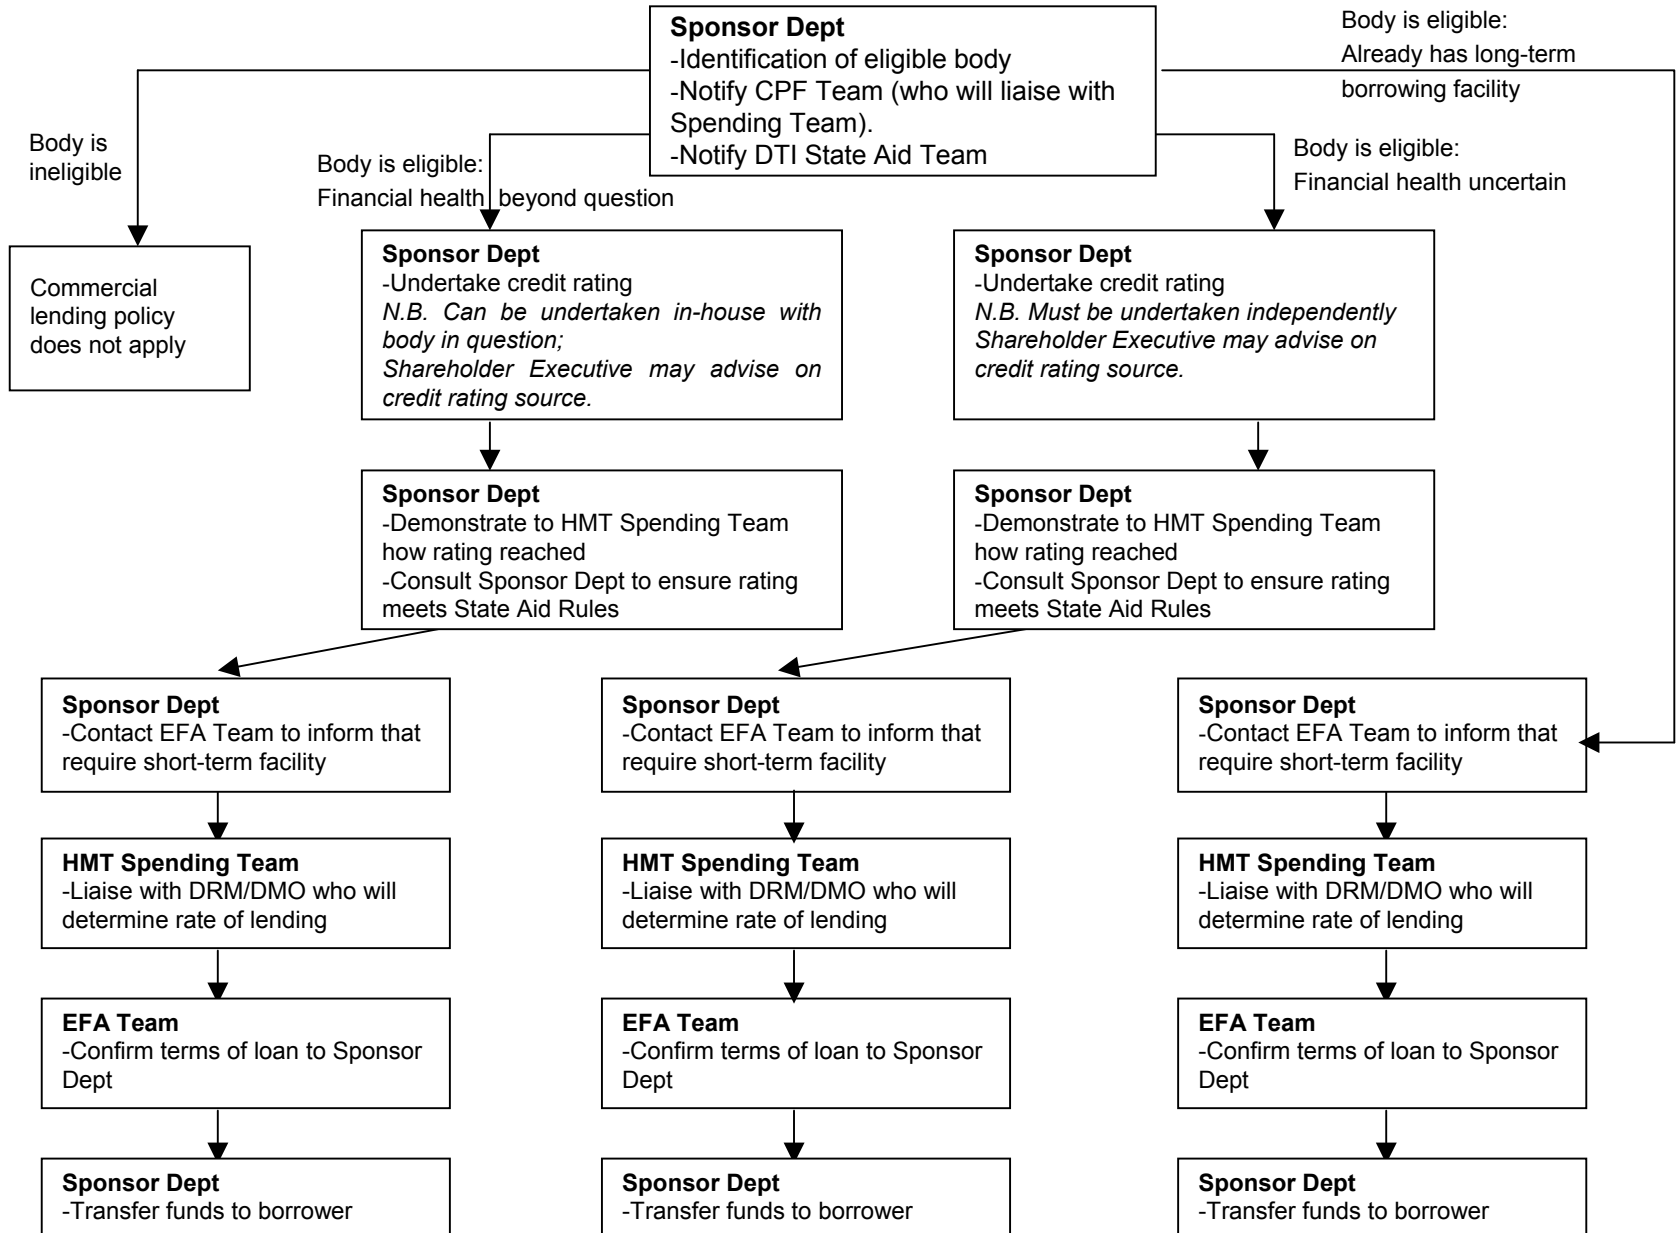 Sponsor Dept
-Identification of eligible body
-Notify CPF Team (who will liaise with
Spending Team).
-Notify DTI State Aid Team
Body is eligible:
Already has long-term
borrowing facility
Body is
ineligible
Body is eligible:
Financial health beyond question
Body is eligible:
Financial health uncertain
Commercial
lending policy
does not apply
Sponsor Dept
-Undertake credit rating
N.B. Can be undertaken in-house with
body in question;
Shareholder Executive may advise on
credit rating source.
Sponsor Dept
-Undertake credit rating
N.B. Must be undertaken independently
Shareholder Executive may advise on
credit rating source.
Sponsor Dept
-Demonstrate to HMT Spending Team
how rating reached
-Consult Sponsor Dept to ensure rating
meets State Aid Rules
Sponsor Dept
-Demonstrate to HMT Spending Team
how rating reached
-Consult Sponsor Dept to ensure rating
meets State Aid Rules
Sponsor Dept
-Contact EFA Team to inform that
require short-term facility
Sponsor Dept
-Contact EFA Team to inform that
require short-term facility
Sponsor Dept
-Contact EFA Team to inform that
require short-term facility
HMT Spending Team
-Liaise with DRM/DMO who will
determine rate of lending
HMT Spending Team
-Liaise with DRM/DMO who will
determine rate of lending
HMT Spending Team
-Liaise with DRM/DMO who will
determine rate of lending
EFA Team
-Confirm terms of loan to Sponsor
Dept
EFA Team
-Confirm terms of loan to Sponsor
Dept
EFA Team
-Confirm terms of loan to Sponsor
Dept
Sponsor Dept
-Transfer funds to borrower
Sponsor Dept
-Transfer funds to borrower
Sponsor Dept
-Transfer funds to borrower